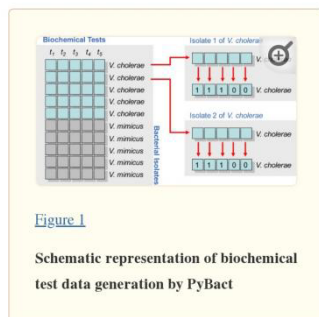 Biochemical Tests
t1 t2 t3 t4 t5
V. cholerae
V. cholerae
V. cholerae
V. cholerae
V. cholerae
V. mimicus
V. mimicus
V. mimicus
V. mimicus
V. mimicus
Bacterial Isolates
Isolate 1 of V. cholerae
1 1 1 0 0 V. cholerae
Isolate 2 of V. cholerae
V. cholerae
1 1 1 0 0 V. cholerae
Figure 1
Schematic representation of biochemical
test data generation by PyBact